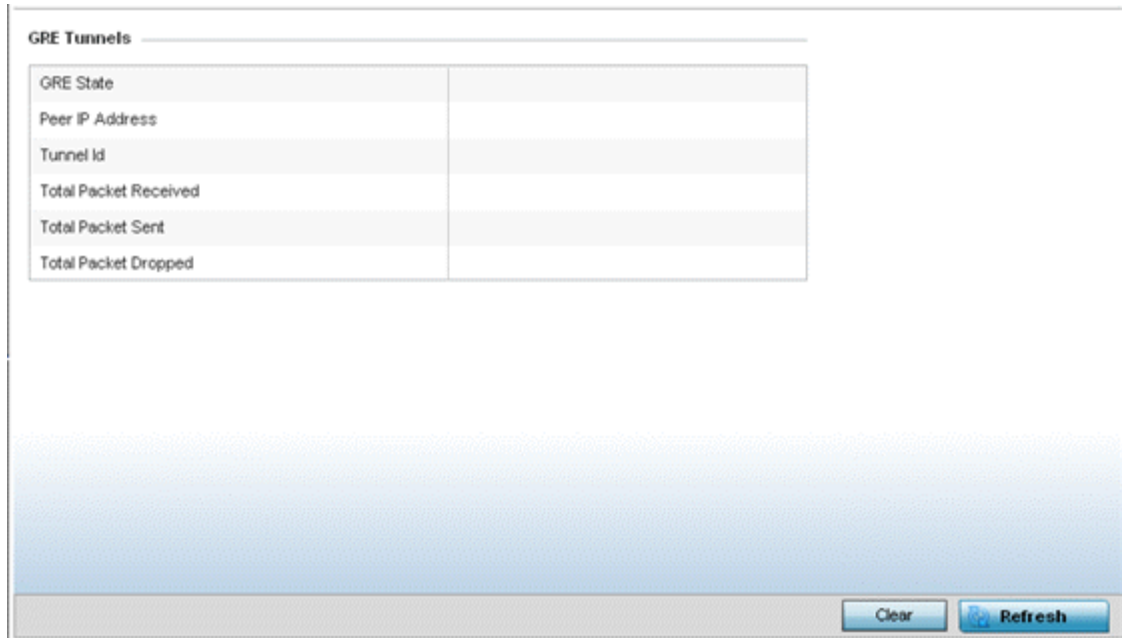 GRE Tunnels
GRE State
Peer IP Address
Tunnel Id
Total Packet Received
Total Packet Sent
Total Packet Dropped
Clear
Refresh